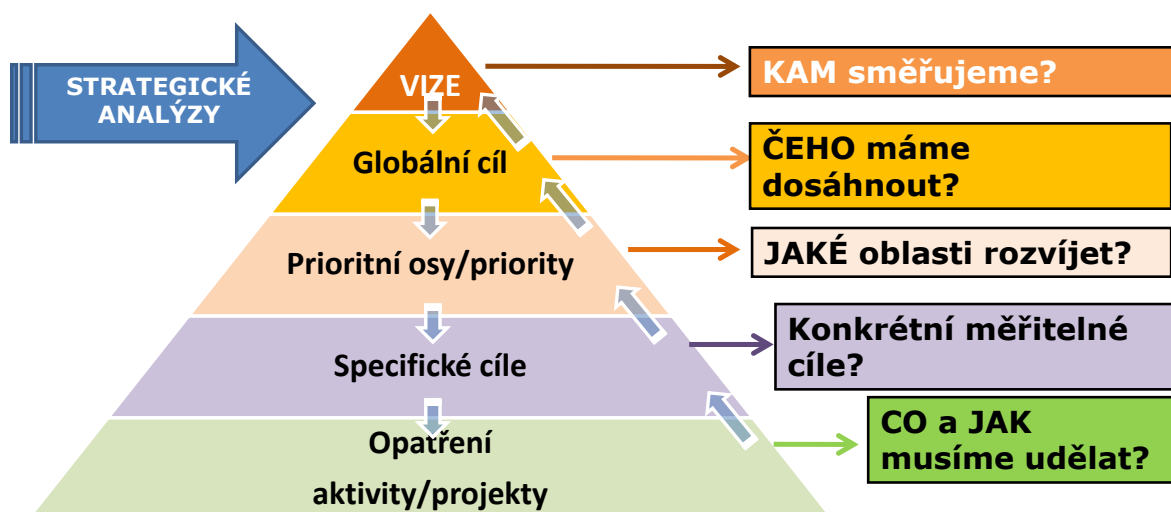 STRATEGICKÉ
ANALÝZY
VIZE
KAM směřujeme?
Globální cíl
ČEHO máme
dosáhnout?
Prioritní osy/priority
JAKÉ oblasti rozvíjet?
Specifické cíle
Konkrétní měřitelné
cíle?
Opatření
aktivity/projekty
CO a JAK
musíme udělat?